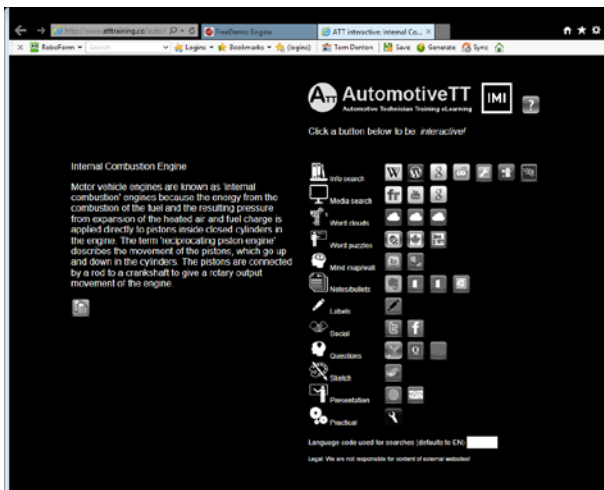 http://www.atttraining.co
FreeDemo: Engine
ATT interactive: Internal Co...
RoboForm
Search
Logins
Bookmarks
(logins)
Tom Denton
Save
Generate
Sync
ATT AutomotiveTT IMI
Automotive Technician Training eLearning
?
Click a button below to be: interactive!
Internal Combustion Engine
Motor vehicle engines are known as 'internal
combustion' engines because the energy from the
combustion of the fuel and the resulting pressure
from expansion of the heated air and fuel charge is
applied directly to pistons inside closed cylinders in
the engine. The term 'reciprocating piston engine'
describes the movement of the pistons, which go up
and down in the cylinders. The pistons are connected
by a rod to a crankshaft to give a rotary output
movement of the engine.
Info search
Media search
Word clouds
Word puzzles
Mind map/wall
Notes/bullets
Labels
Social
Questions
Sketch
Presentation
Practical
Language code used for searches (defaults to EN)
Legal: We are not responsible for content of external websites!